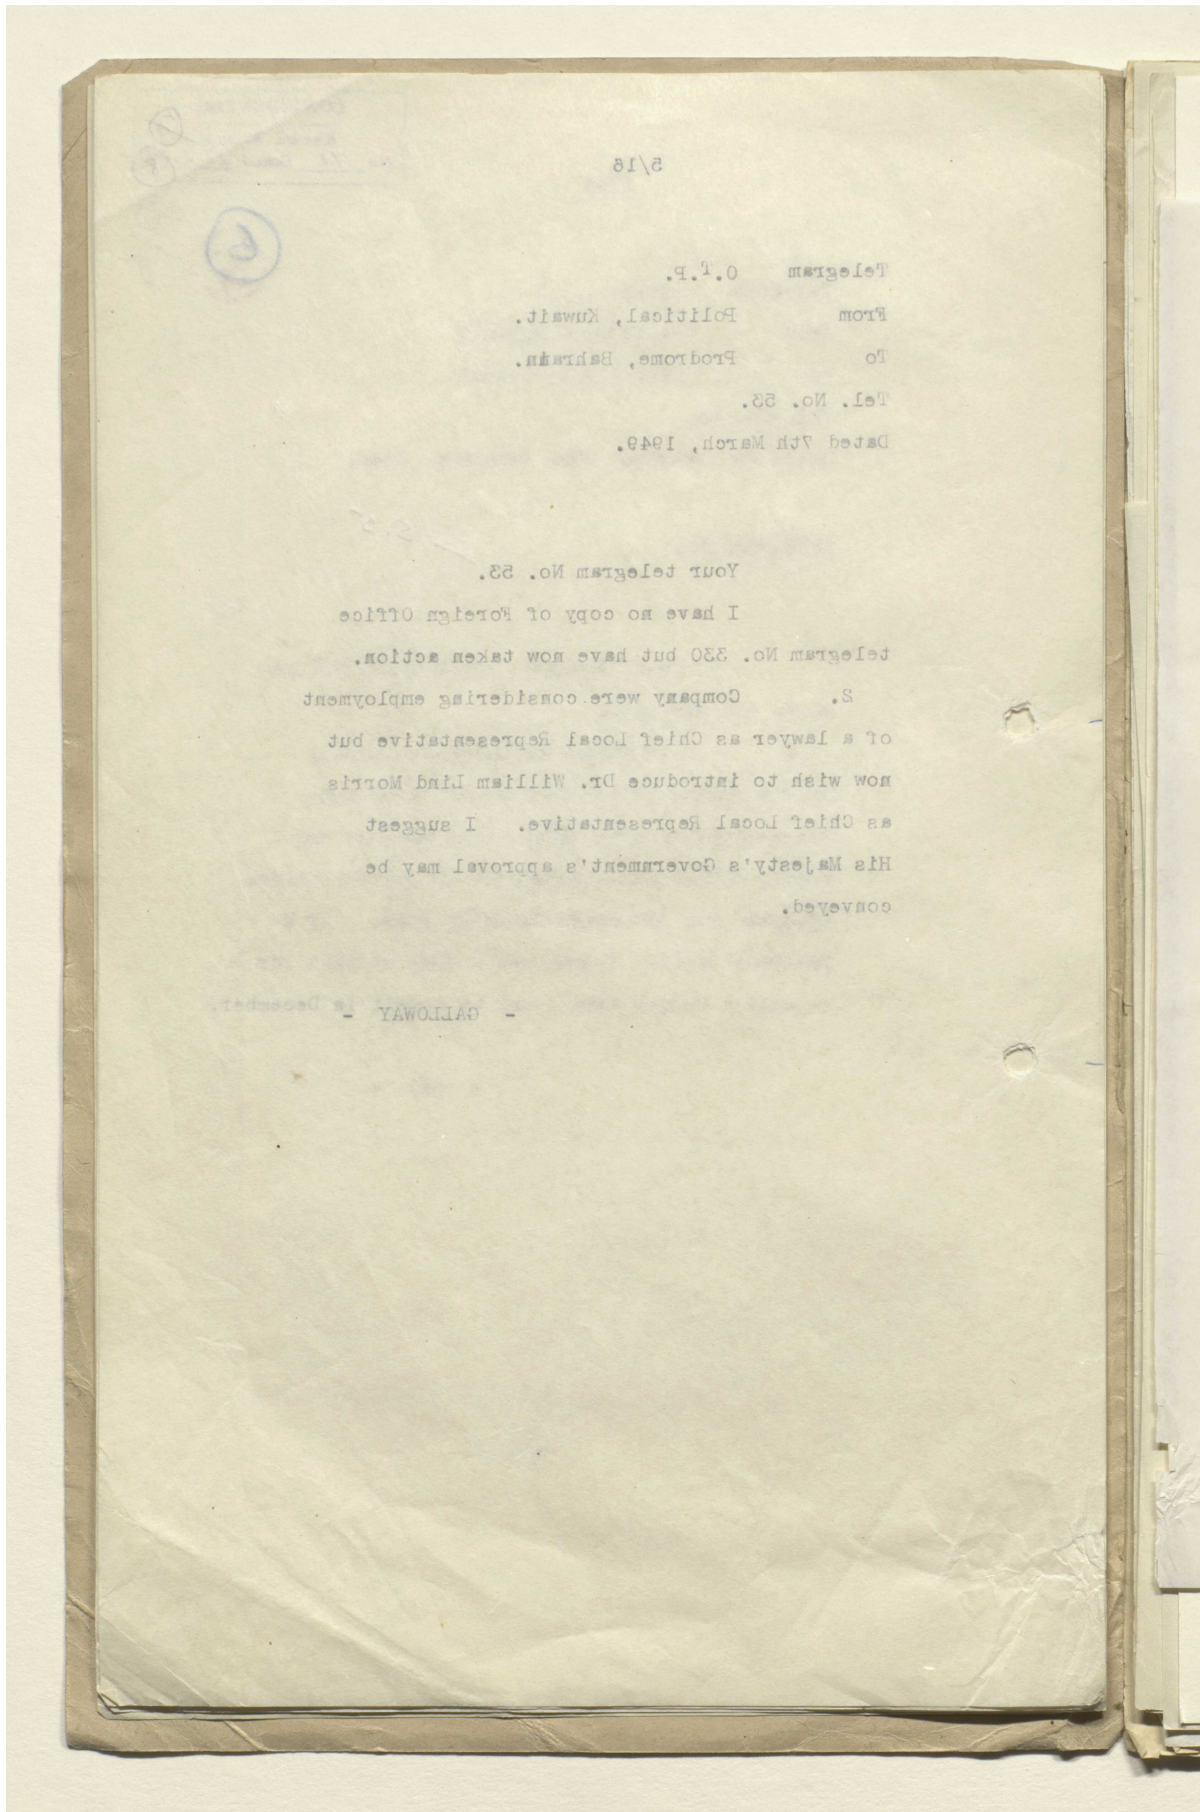 5/16
6
Telegram O.T.P.
From Political, Kuwait.
To Prodrome, Bahrain.
Tel. No. 53.
Dated 7th March, 1949.
Your telegram No. 53.
I have no copy of Foreign Office
telegram No. 330 but have now taken action.
2. Company were considering employment
of a lawyer as Chief Local Representative but
now wish to introduce Dr. William Lind Morris
as Chief Local Representative. I suggest
His Majesty's Government's approval may be
conveyed.
in December.
- GALLOWAY -